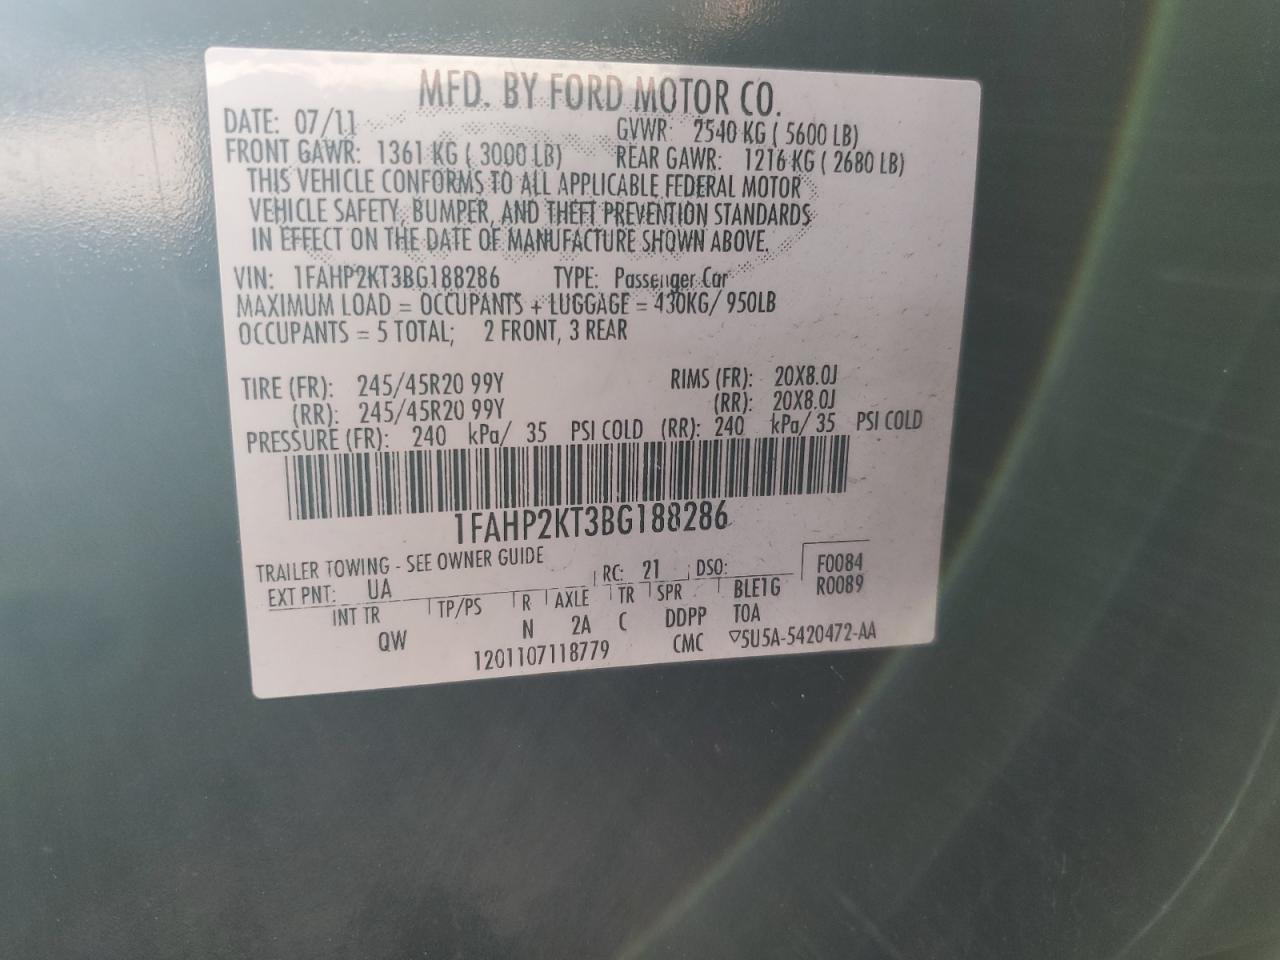 MFD. BY FORD MOTOR CO.
DATE: 07/11 GVWR: 2540 KG ( 5600 LB)
FRONT GAWR: 1361 KG ( 3000 LB) REAR GAWR: 1216 KG ( 2680 LB)
THIS VEHICLE CONFORMS TO ALL APPLICABLE FEDERAL MOTOR
VEHICLE SAFETY, BUMPER, AND THEFT PREVENTION STANDARDS
IN EFFECT ON THE DATE OF MANUFACTURE SHOWN ABOVE.
VIN: 1FAHP2KT3BG188286 TYPE: Passenger Car
MAXIMUM LOAD = OCCUPANTS + LUGGAGE = 430KG/ 950LB
OCCUPANTS = 5 TOTAL; 2 FRONT, 3 REAR
TIRE (FR): 245/45R20 99Y RIMS (FR): 20X8.0J
(RR): 245/45R20 99Y (RR): 20X8.0J
PRESSURE (FR): 240 kPa/ 35 PSI COLD (RR): 240 kPa/ 35 PSI COLD
1FAHP2KT3BG188286
TRAILER TOWING - SEE OWNER GUIDE
EXT PNT: UA RC: 21 DSO: F0084
INT TR TP/PS R AXLE TR SPR BLE1G R0089
QW N 2A C DDPP TOA
1201107118779 CMC ▽5U5A-5420472-AA